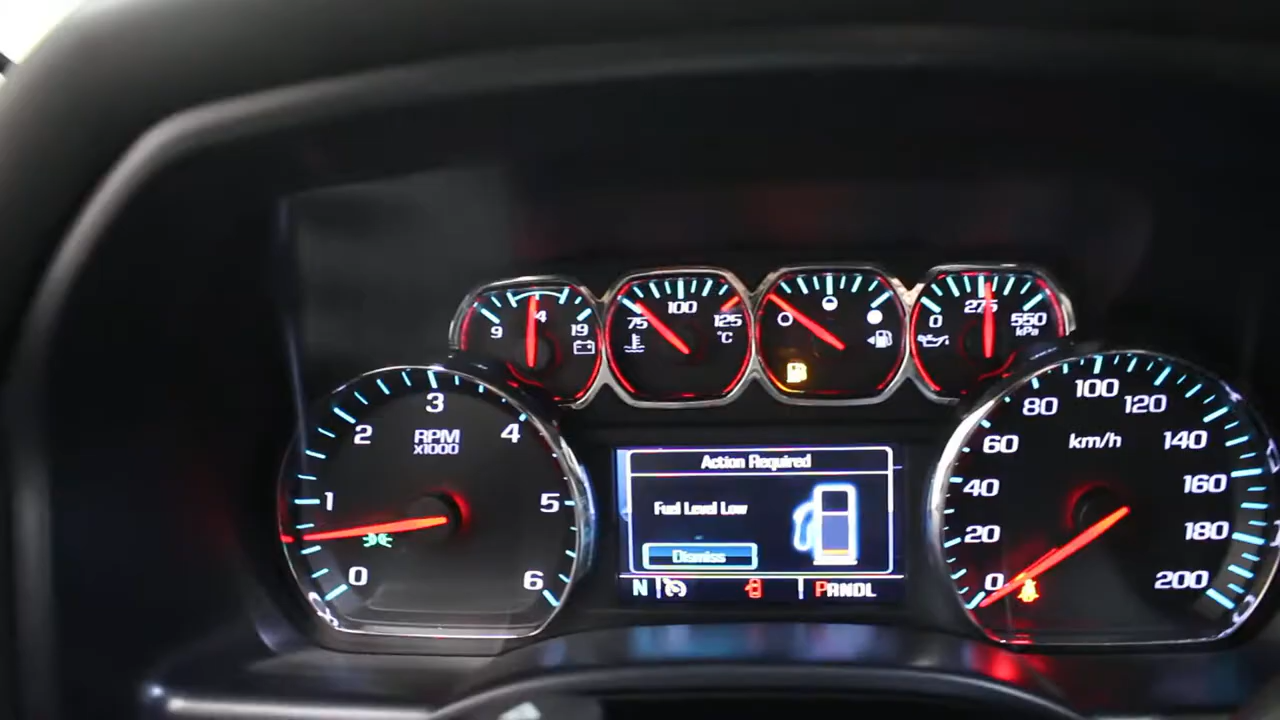 9 14 19
75 100 125
°C
0 275 550
kPa
0 1 2 3 4 5 6
RPM
x1000
0 20 40 60 80 100 120 140 160 180 200
km/h
Action Required
Fuel Level Low
Dismiss
N
PRNDL